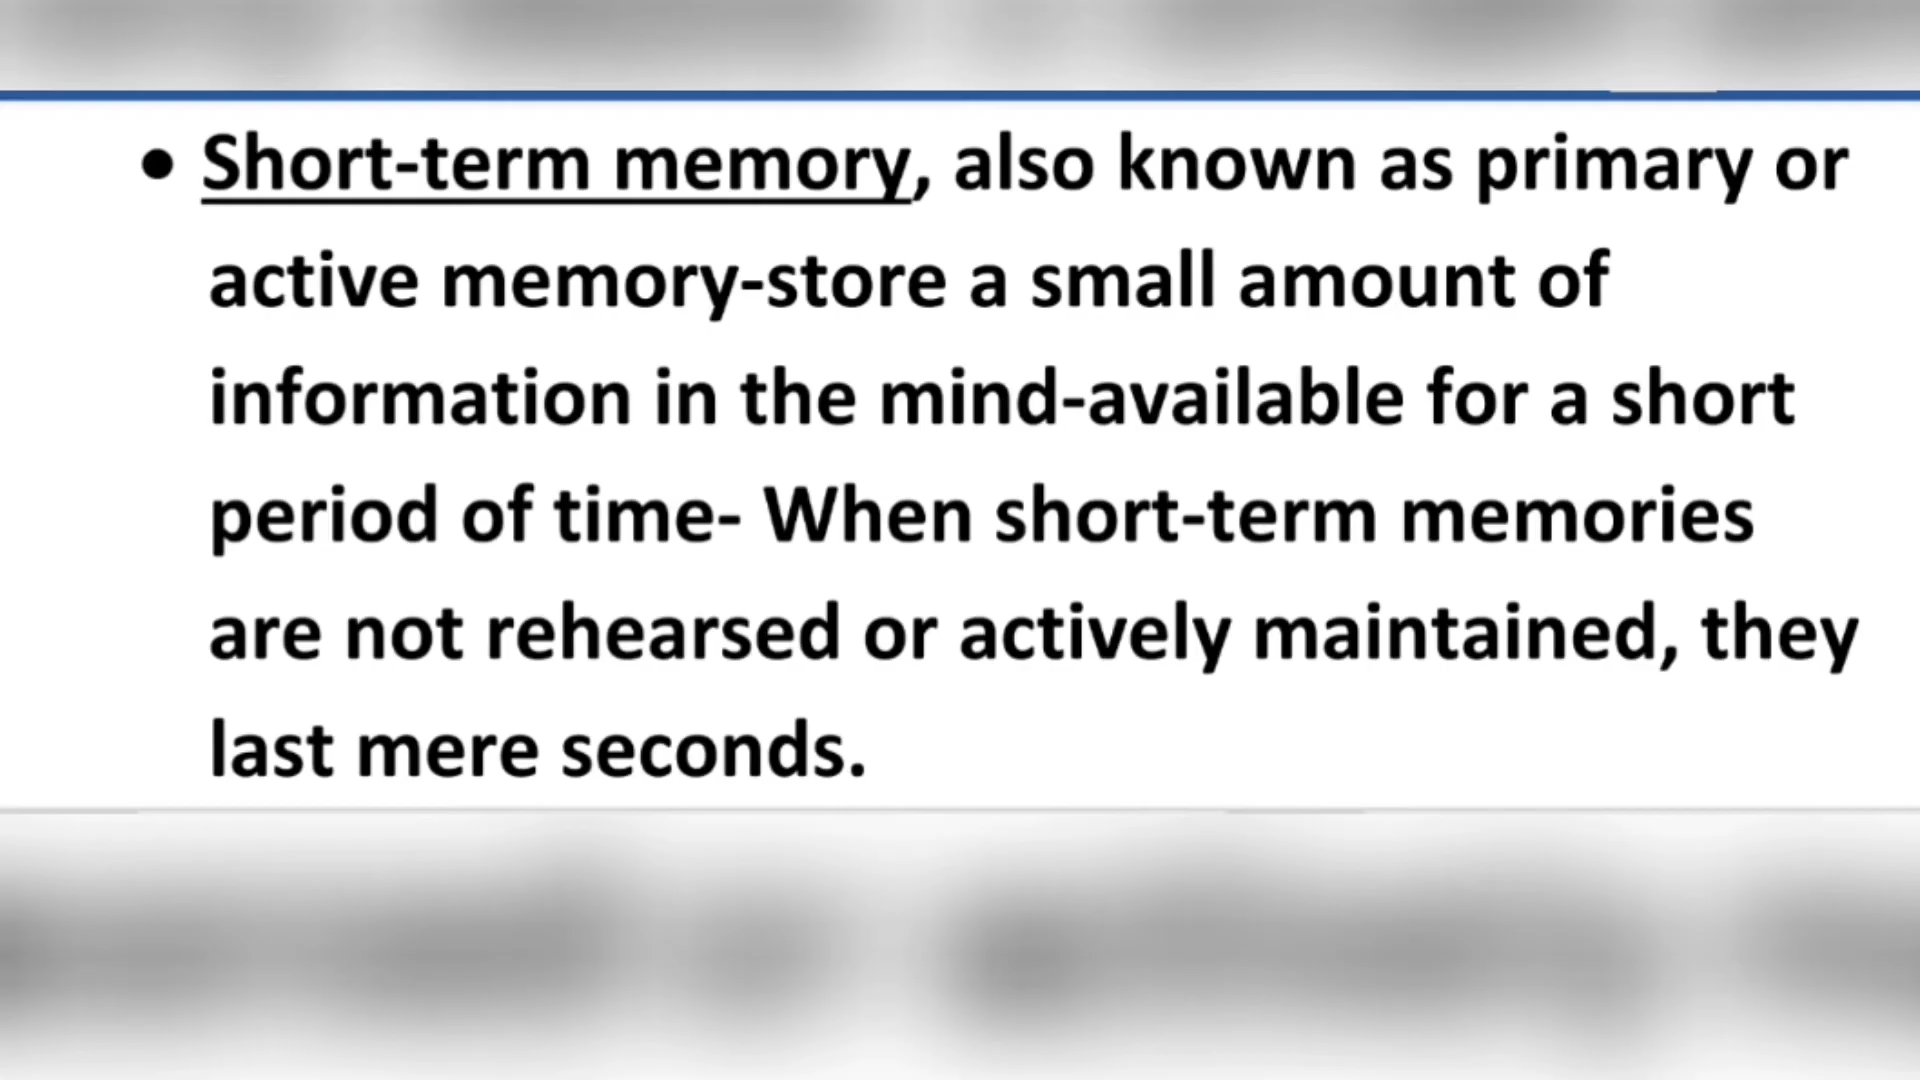 • Short-term memory, also known as primary or
active memory-store a small amount of
information in the mind-available for a short
period of time- When short-term memories
are not rehearsed or actively maintained, they
last mere seconds.